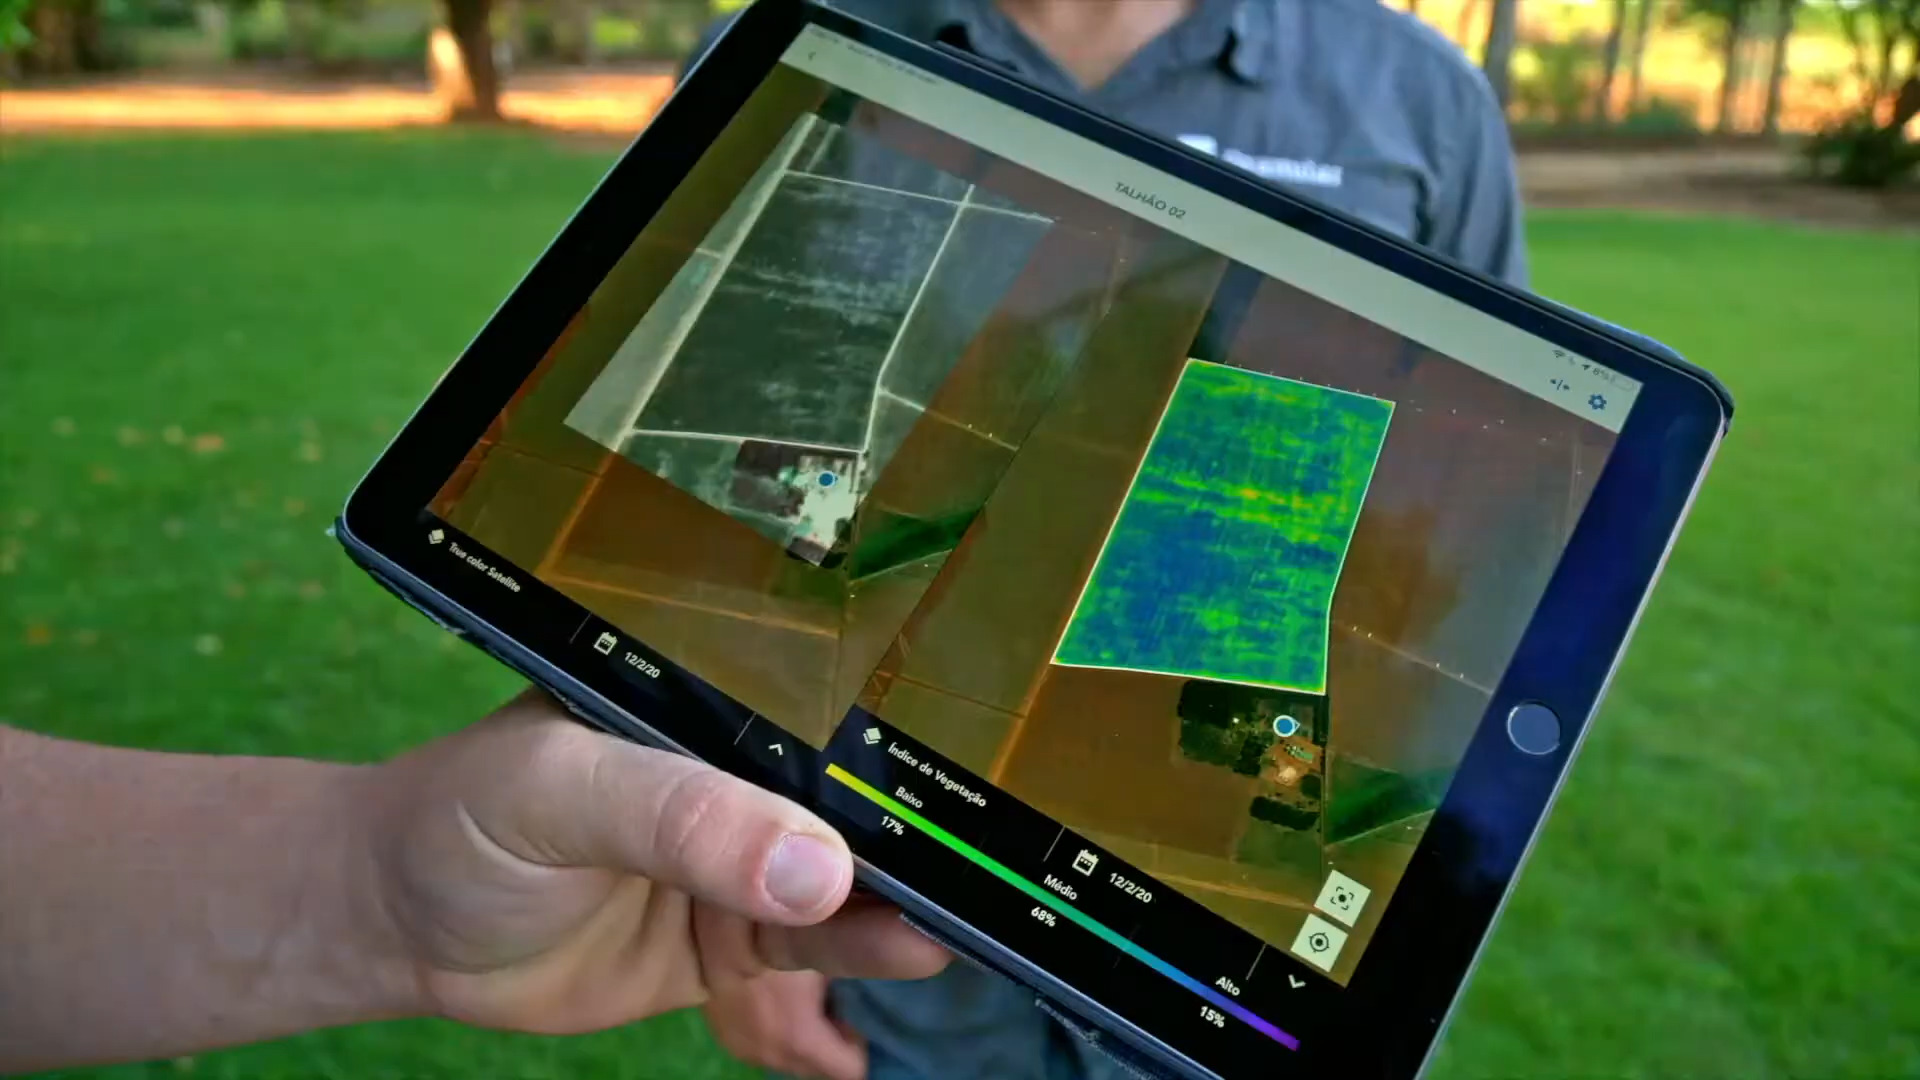 TALHÃO 02
8%
True color Satellite
12/2/20
Índice de Vegetação
12/2/20
Baixo
Médio
Alto
17%
68%
15%